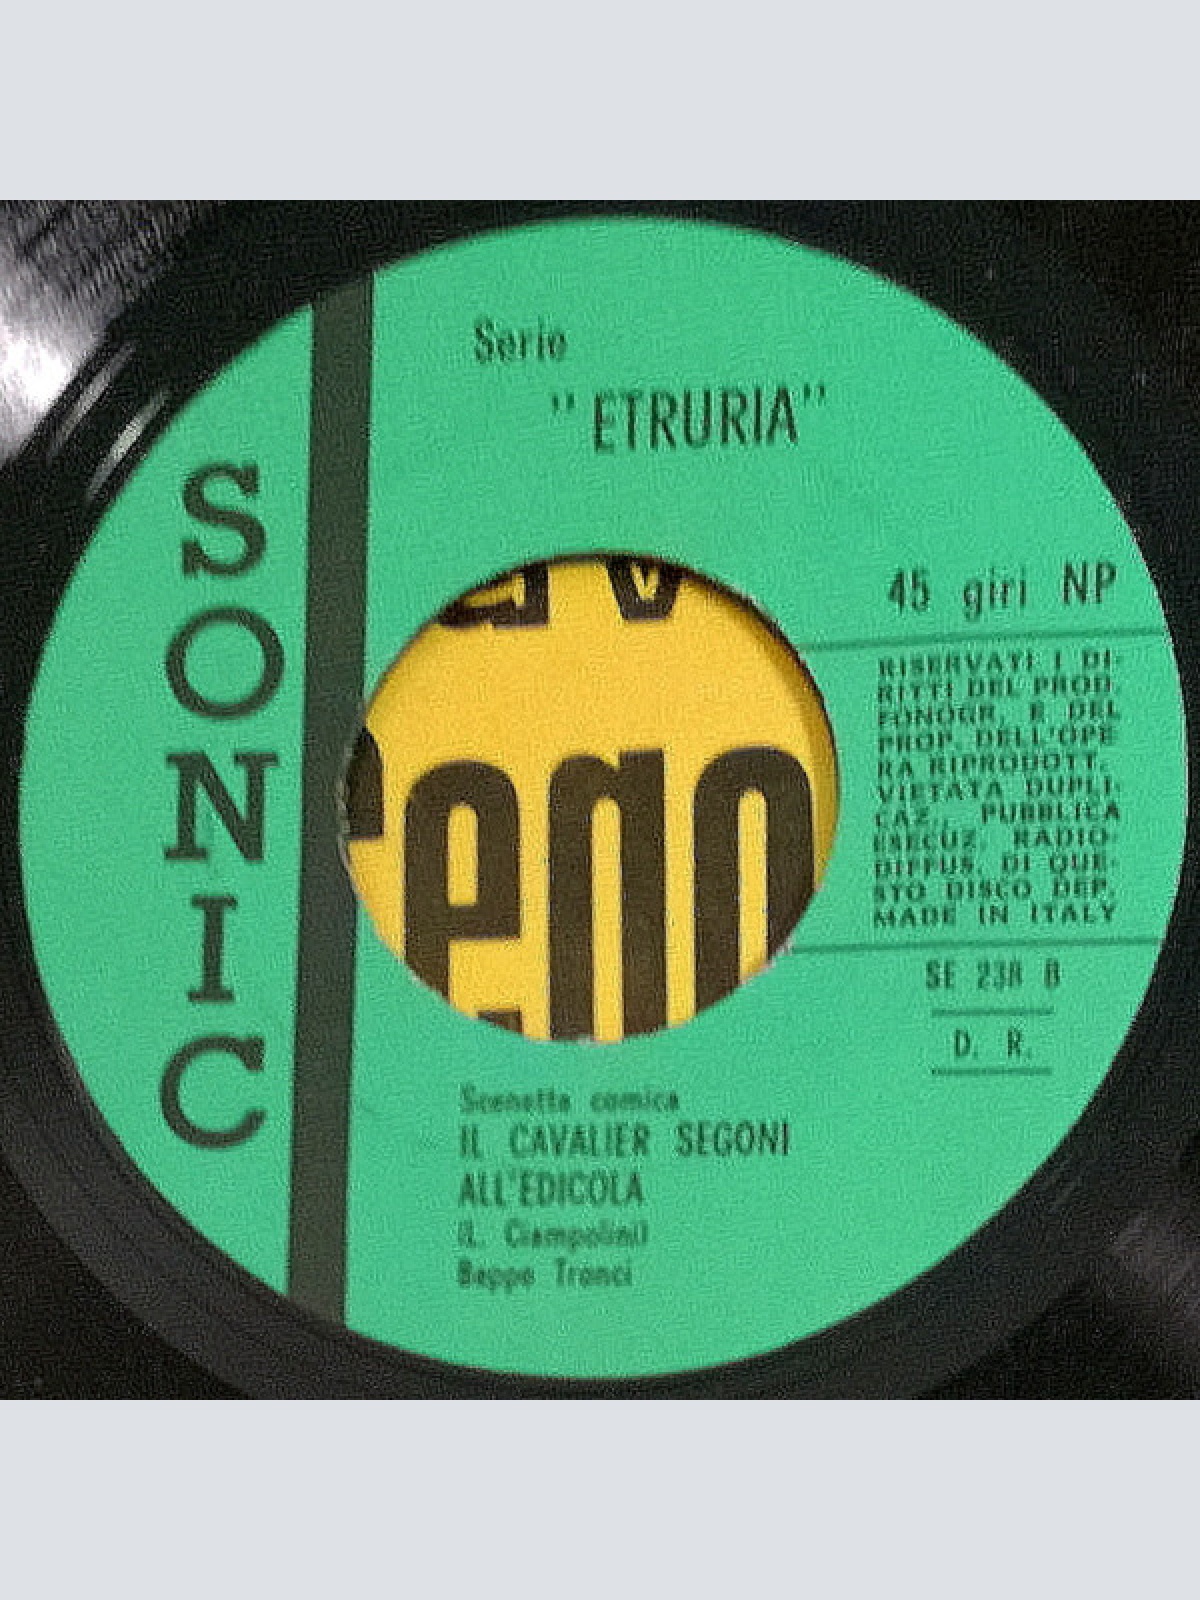 Serie
"ETRURIA"
SONIC
45 giri NP
RISERVATI I DI-
RITTI DEL PROD.
FONOGR. E DEL
PROP. DELL'OPE
RA RIPRODOTT.
VIETATA DUPLI-
CAZ., PUBBLICA
ESECUZ. RADIO-
DIFFUS. DI QUE-
STO DISCO DEP.
MADE IN ITALY
SE 238 B
D. R.
Scenetta comica
IL CAVALIER SEGONI
ALL'EDICOLA
(L. Ciampolini)
Beppe Tronci